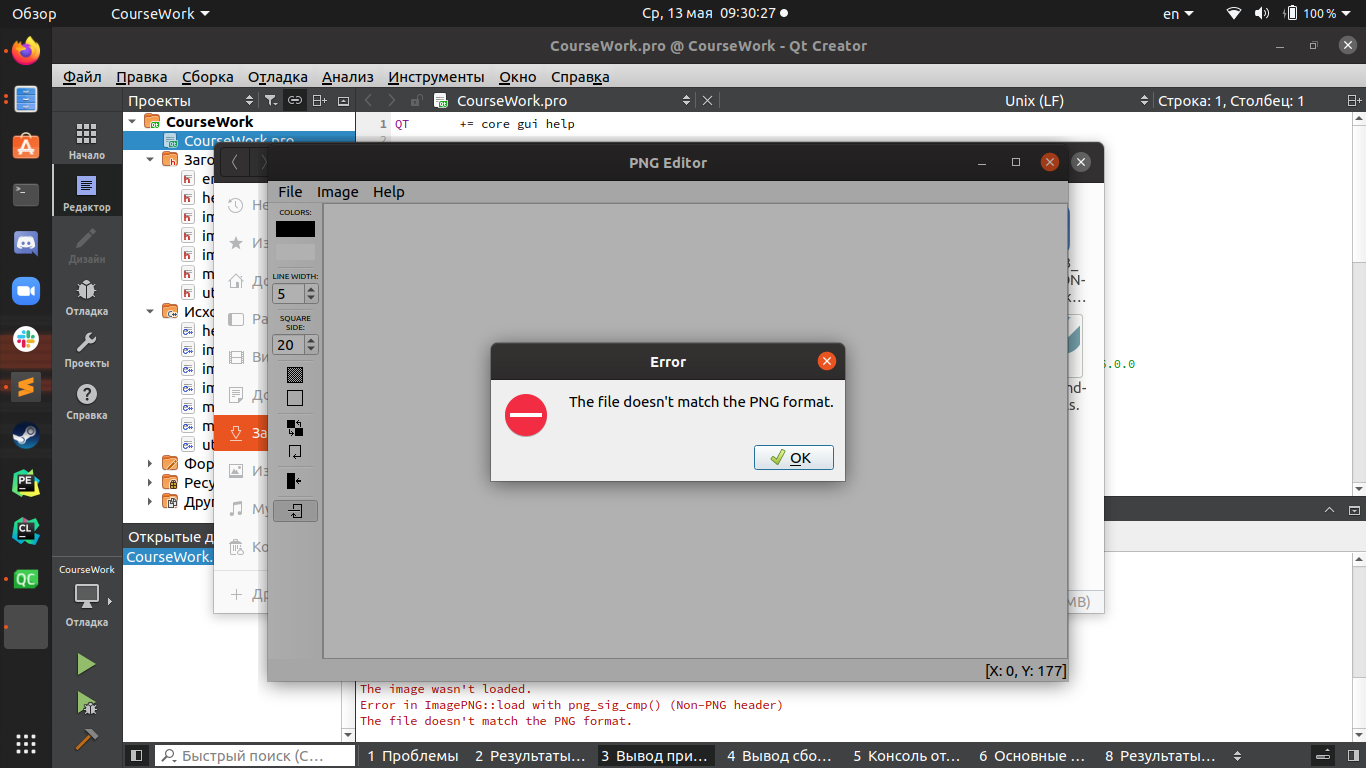 Обзор
CourseWork
Ср, 13 мая 09:30:27
en
100 %
CourseWork.pro @ CourseWork - Qt Creator
Файл Правка Сборка Отладка Анализ Инструменты Окно Справка
Проекты
CourseWork.pro
Unix (LF)
Строка: 1, Столбец: 1
Начало
Редактор
Дизайн
Отладка
Проекты
Справка
CourseWork
Отладка
CourseWork
CourseWork.pro
Заго
he
im
im
im
m
ut
Исхо
he
im
im
im
m
m
ut
Фор
Ресу
Друг
Открытые д
CourseWork.
1 QT += core gui help
2
PNG Editor
File Image Help
COLORS:
LINE WIDTH:
5
SQUARE
SIDE:
20
Не
Из
До
Ра
Ви
До
За
Из
Му
Ко
Др
ON-
k…
nd-
s.
.0.0
MB)
Error
The file doesn't match the PNG format.
OK
[X: 0, Y: 177]
The image wasn't loaded.
Error in ImagePNG::load with png_sig_cmp() (Non-PNG header)
The file doesn't match the PNG format.
Быстрый поиск (C…
1 Проблемы
2 Результаты…
3 Вывод при…
4 Вывод сбо…
5 Консоль от…
6 Основные …
8 Результаты…
PE
CL
QC